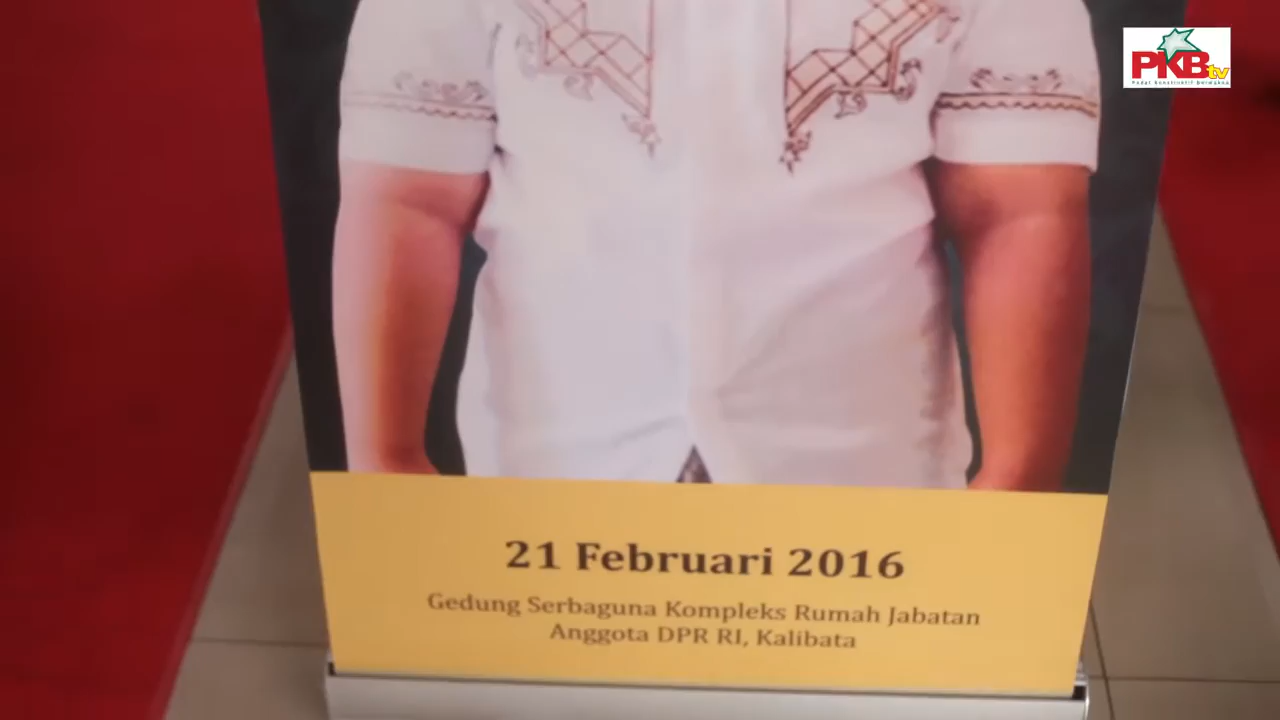 PKBtv
21 Februari 2016
Gedung Serbaguna Kompleks Rumah Jabatan
Anggota DPR RI, Kalibata